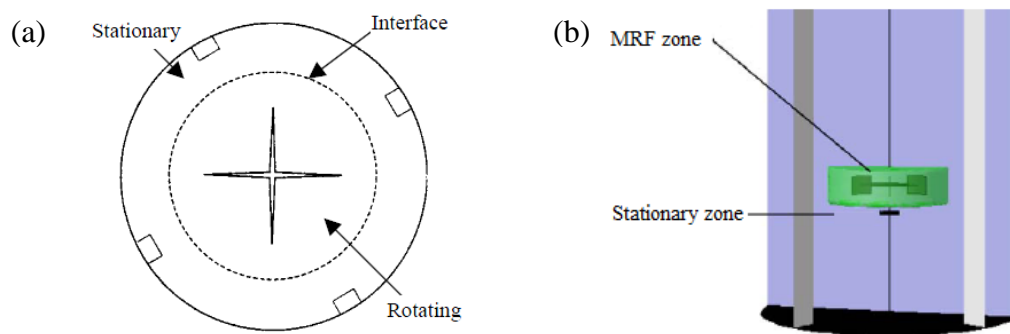 (a)
Stationary
Interface
Rotating
(b)
MRF zone
Stationary zone